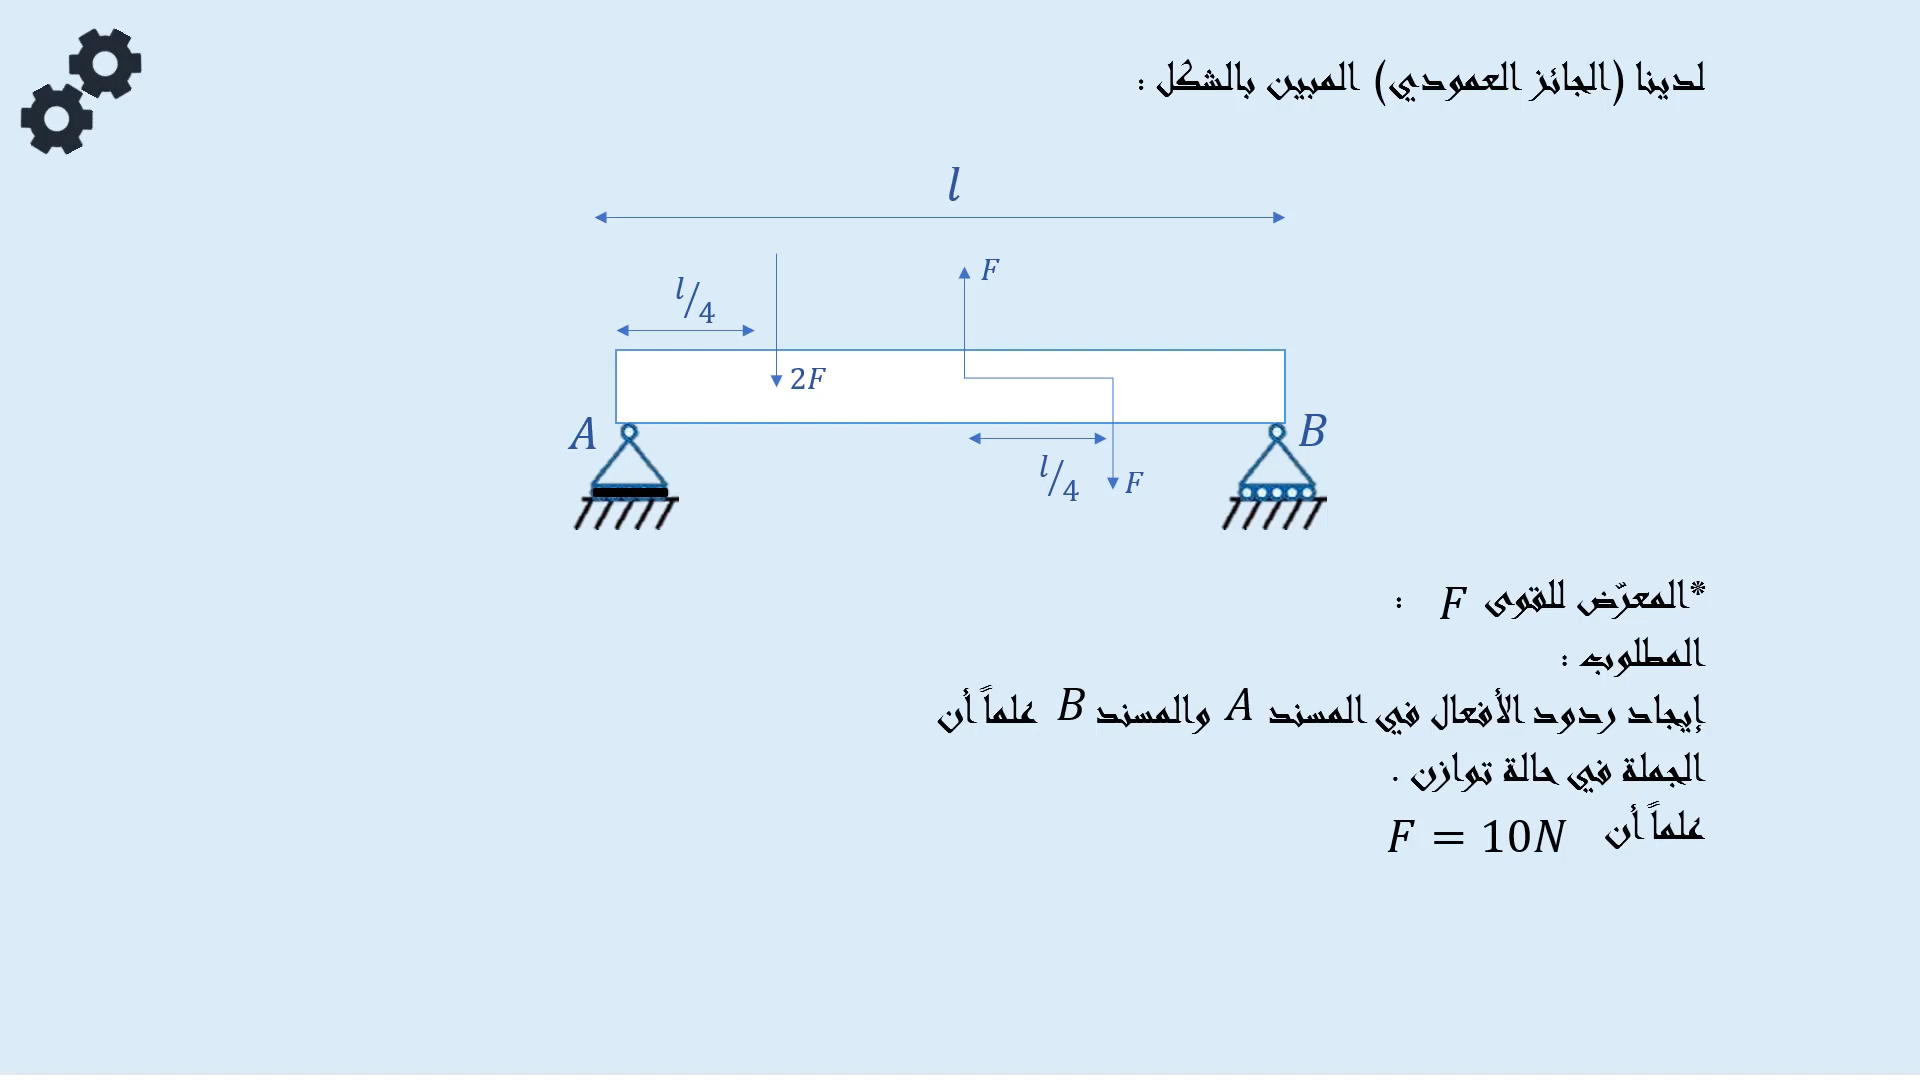 لدينا (الجائز العمودي) المبين بالشكل :
l
F
l/4
2F
A
B
l/4
F
*المعرّض للقوى F :
المطلوب :
إيجاد ردود الأفعال في المسند A والمسند B علماً أن
الجملة في حالة توازن .
علماً أن F = 10N